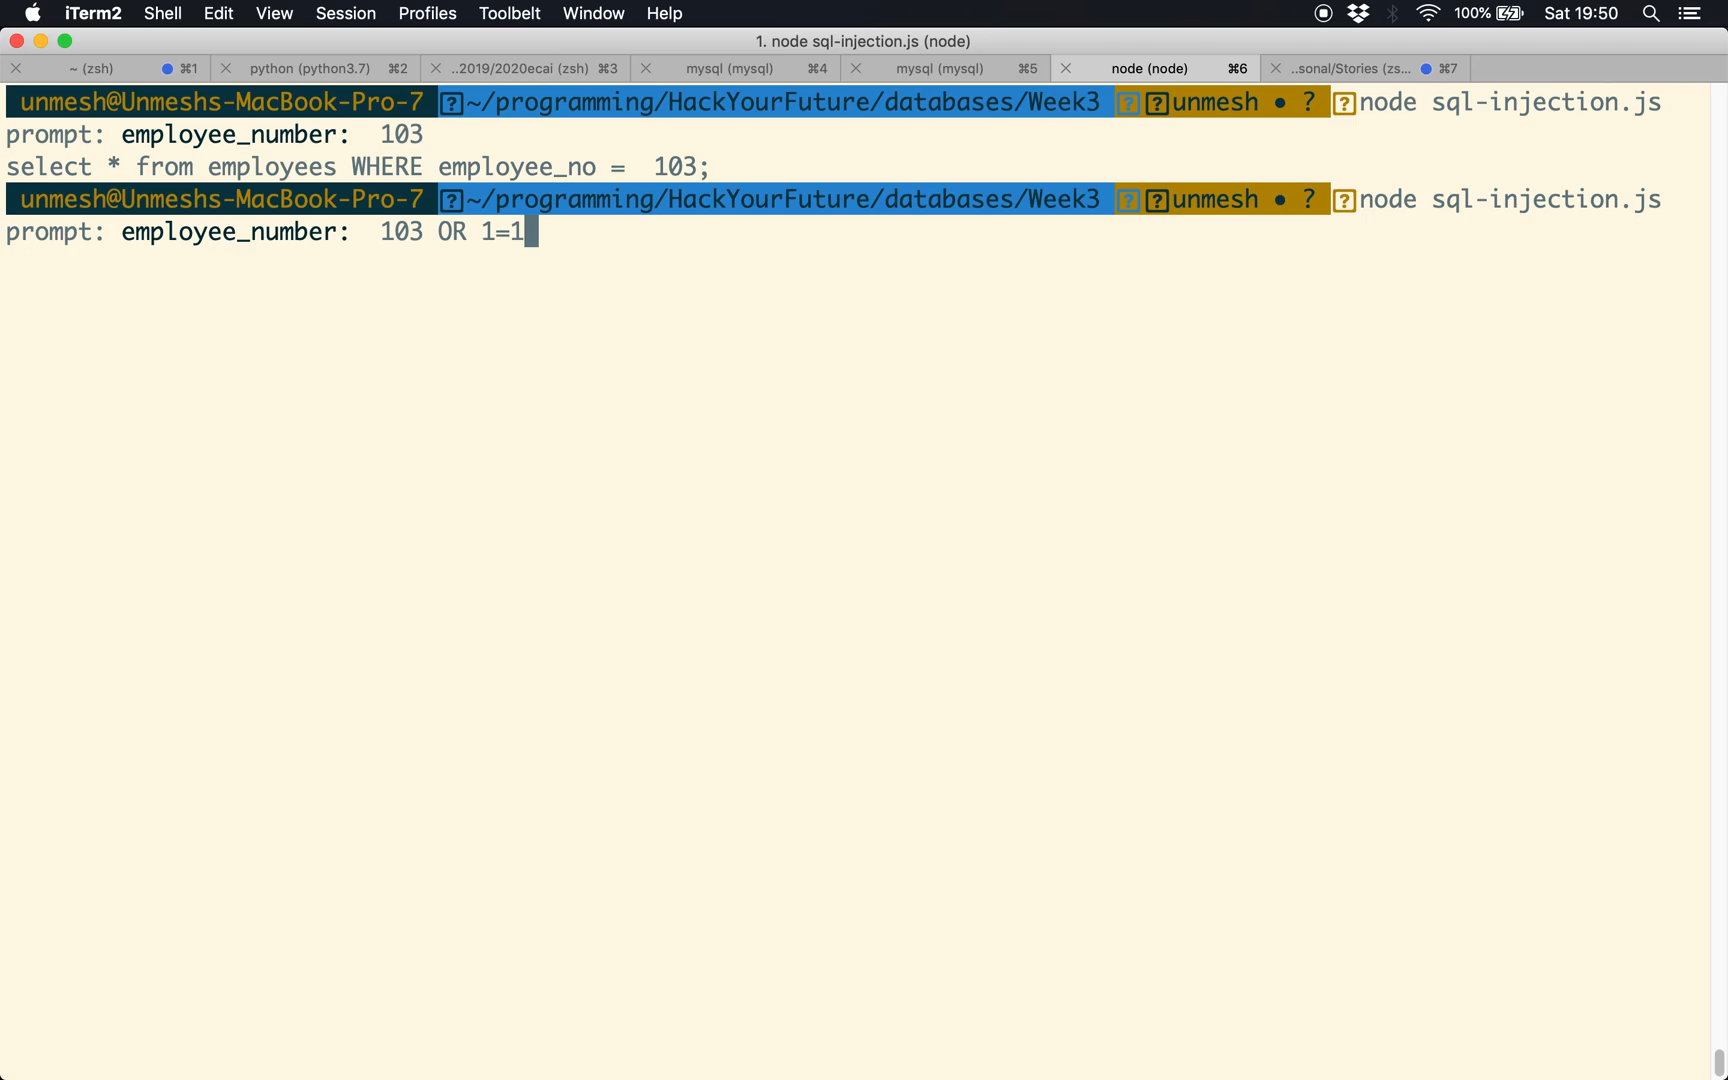 iTerm2 Shell Edit View Session Profiles Toolbelt Window Help 100% Sat 19:50
1. node sql-injection.js (node)
~ (zsh) ⌘1 python (python3.7) ⌘2 ..2019/2020ecai (zsh) ⌘3 mysql (mysql) ⌘4 mysql (mysql) ⌘5 node (node) ⌘6 ..sonal/Stories (zs... ⌘7
unmesh@Unmeshs-MacBook-Pro-7 ?~/programming/HackYourFuture/databases/Week3 ??unmesh • ? ?node sql-injection.js
prompt: employee_number:  103
select * from employees WHERE employee_no =  103;
unmesh@Unmeshs-MacBook-Pro-7 ?~/programming/HackYourFuture/databases/Week3 ??unmesh • ? ?node sql-injection.js
prompt: employee_number:  103 OR 1=1